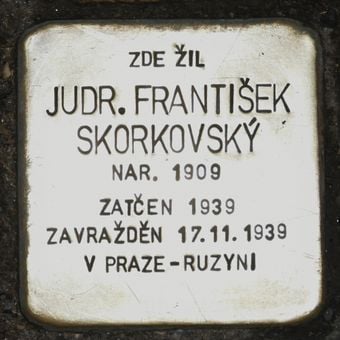 ZDE ŽIL
JUDR. FRANTIŠEK
SKORKOVSKÝ
NAR. 1909
ZATČEN 1939
ZAVRAŽDĚN 17.11.1939
V PRAZE-RUZYNI